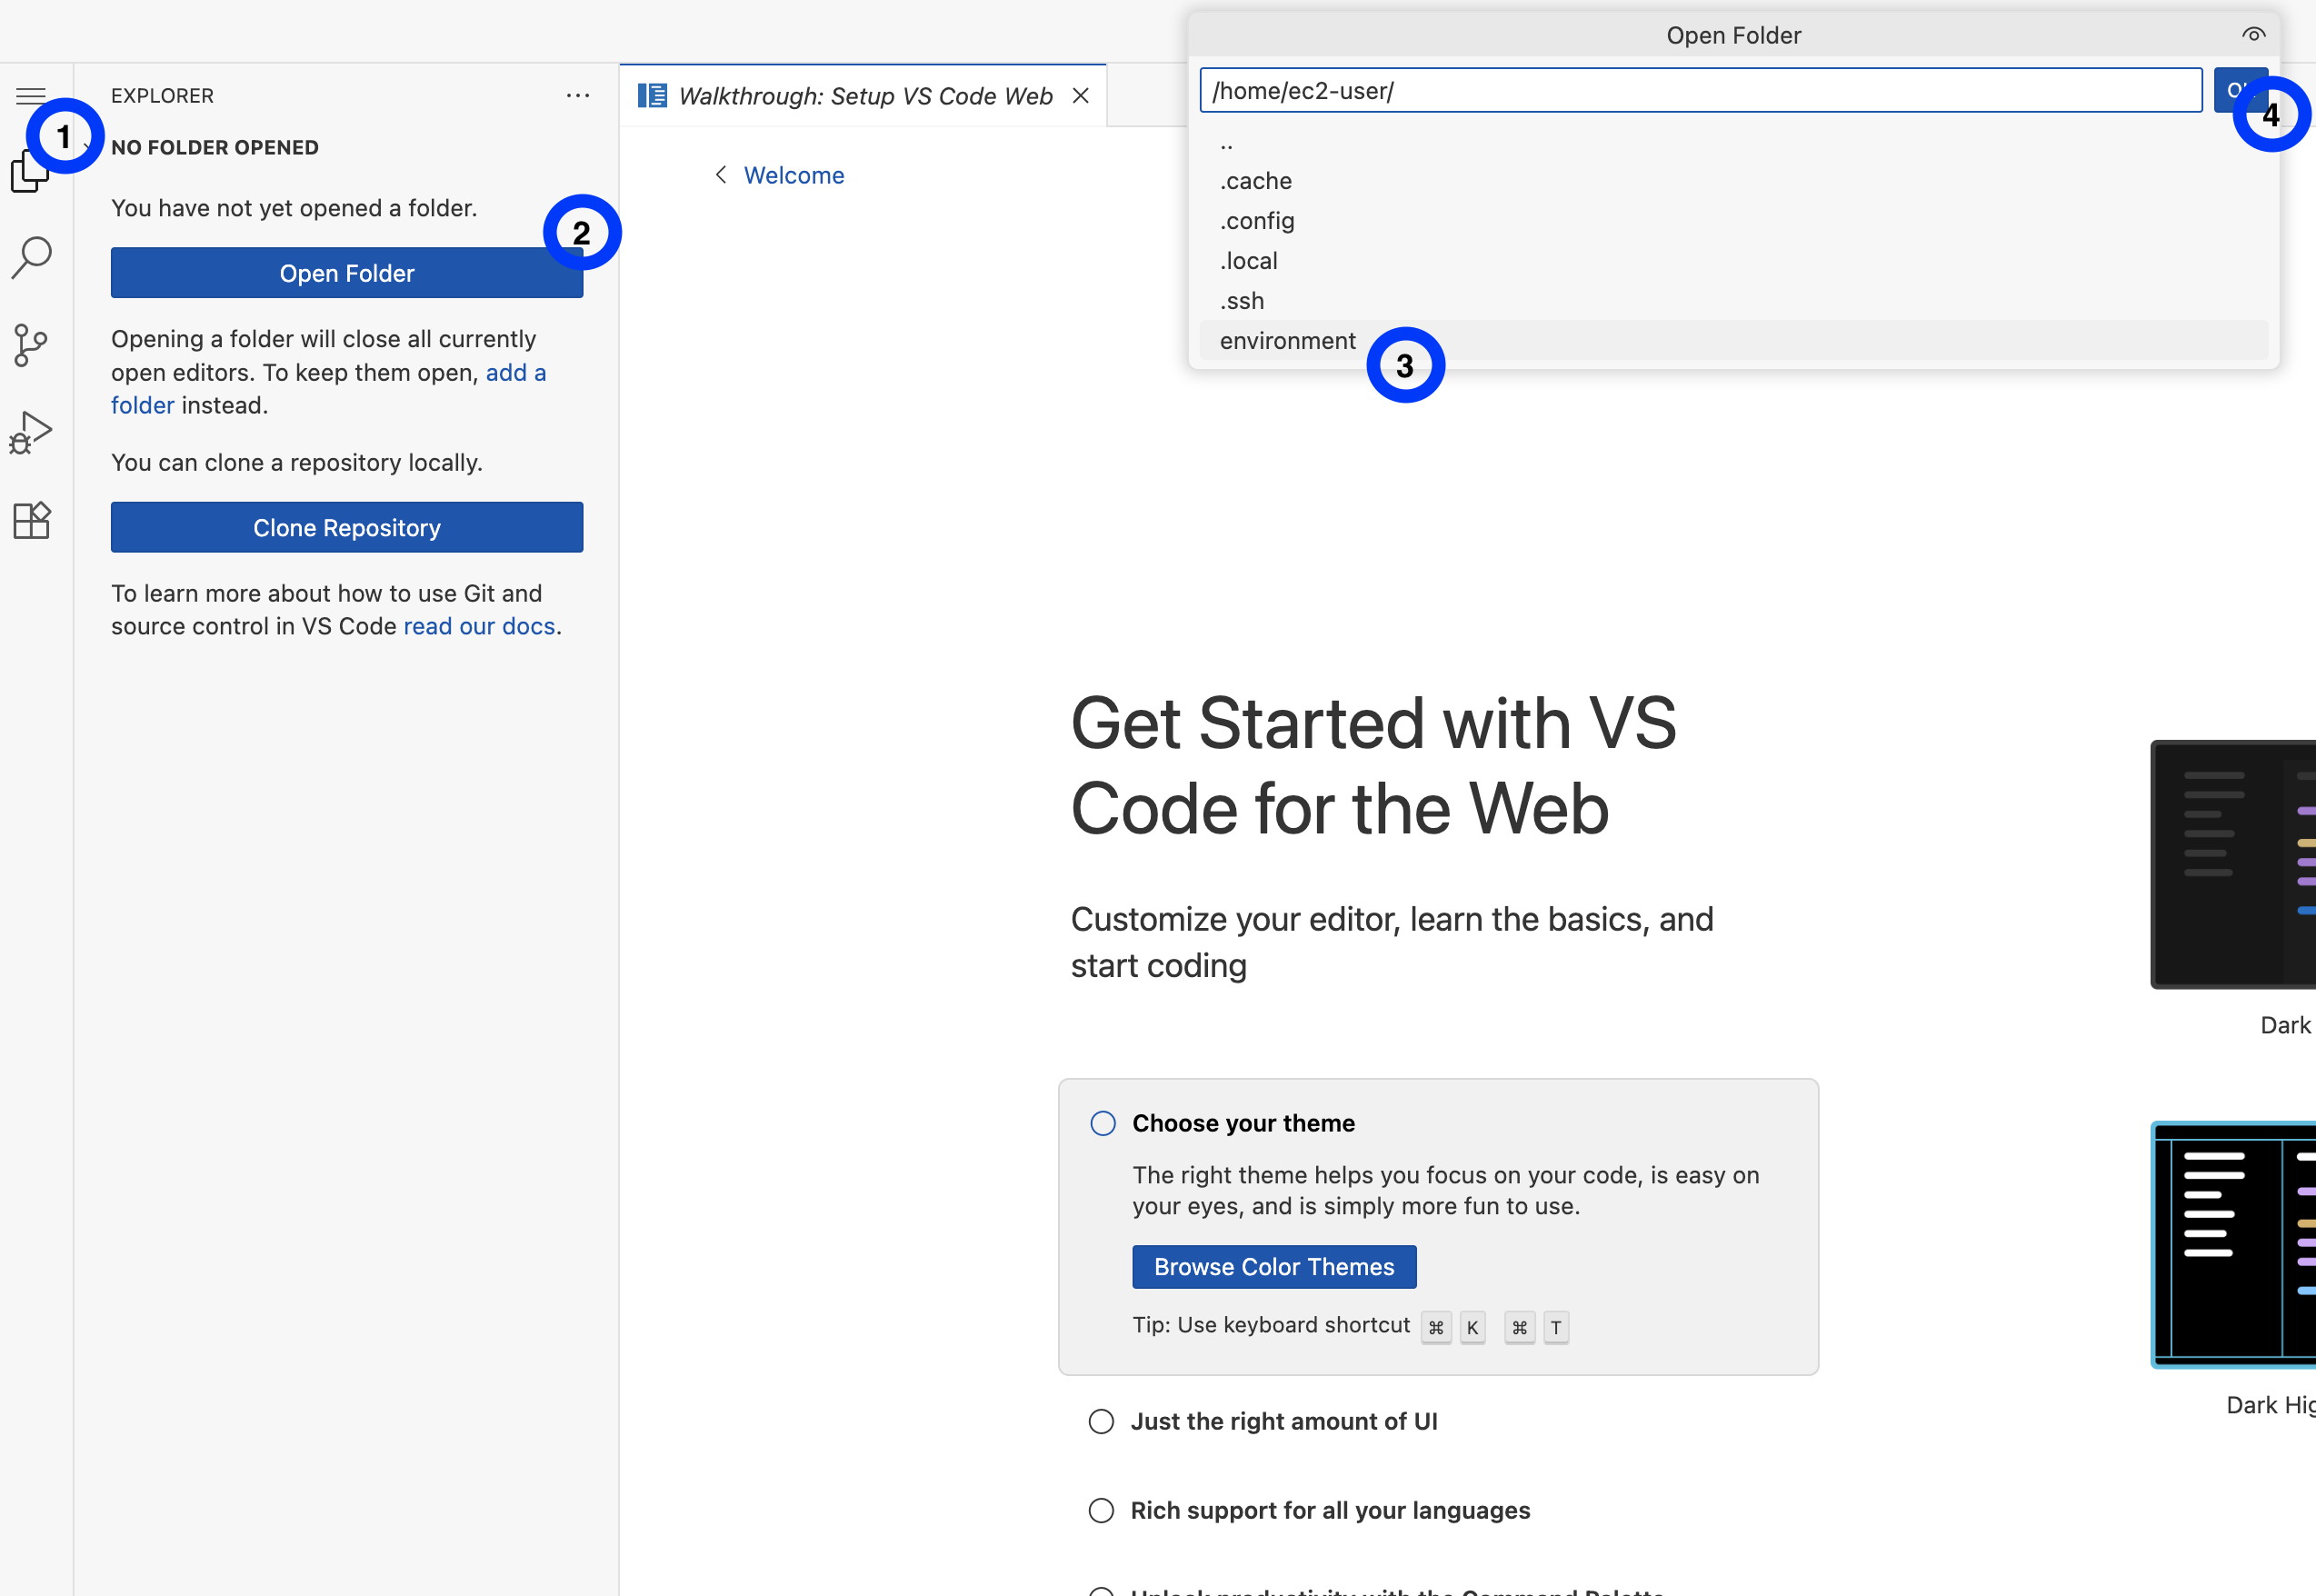 Open Folder
/home/ec2-user/
4
..
.cache
.config
.local
.ssh
environment
3
EXPLORER
1
NO FOLDER OPENED
You have not yet opened a folder.
2
Open Folder
Opening a folder will close all currently
open editors. To keep them open, add a
folder instead.
You can clone a repository locally.
Clone Repository
To learn more about how to use Git and
source control in VS Code read our docs.
Walkthrough: Setup VS Code Web
Welcome
Get Started with VS
Code for the Web
Customize your editor, learn the basics, and
start coding
Choose your theme
The right theme helps you focus on your code, is easy on
your eyes, and is simply more fun to use.
Browse Color Themes
Tip: Use keyboard shortcut ⌘ K ⌘ T
Just the right amount of UI
Rich support for all your languages
Unlock productivity with the Command Palette
Dark
Dark Hig